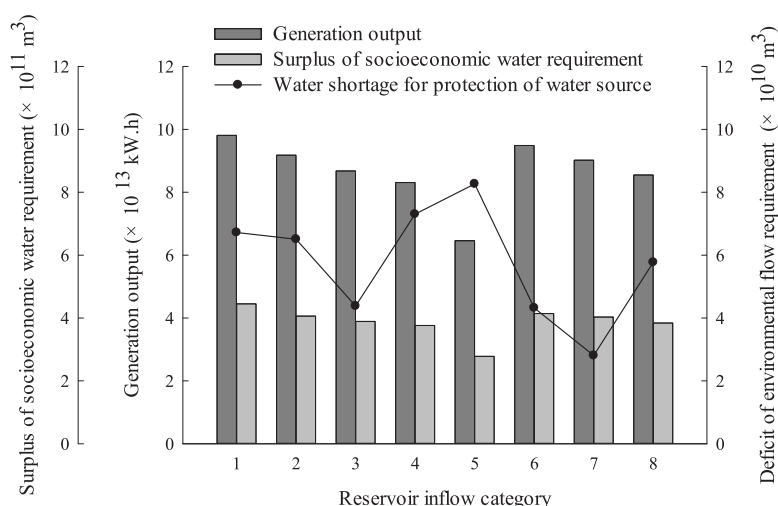 Generation output
Surplus of socioeconomic water requirement
Water shortage for protection of water source
Surplus of socioeconomic water requirement (× 10¹¹ m³)
12
10
8
6
4
2
0
Generation output (× 10¹³ kW.h)
12
10
8
6
4
2
0
12
10
8
6
4
2
0
Deficit of environmental flow requirement (× 10¹⁰ m³)
1 2 3 4 5 6 7 8
Reservoir inflow category